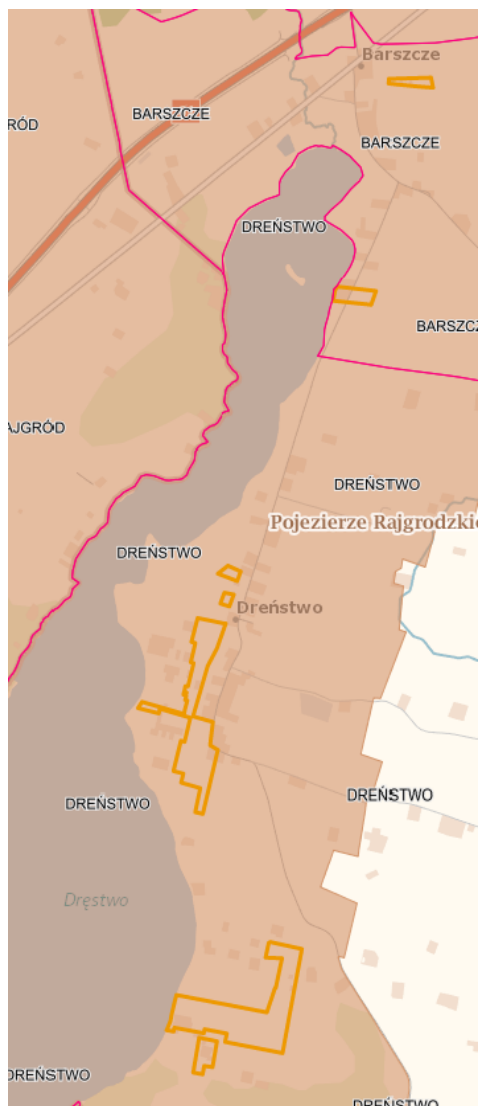 Barszcze
BARSZCZE
RÓD
BARSZCZE
DREŃSTWO
BARSZCZ
AJGRÓD
DREŃSTWO
Pojezierze Rajgrodzkie
DREŃSTWO
Dreństwo
DREŃSTWO
DREŃSTWO
Dręstwo
DREŃSTWO
DREŃSTWO